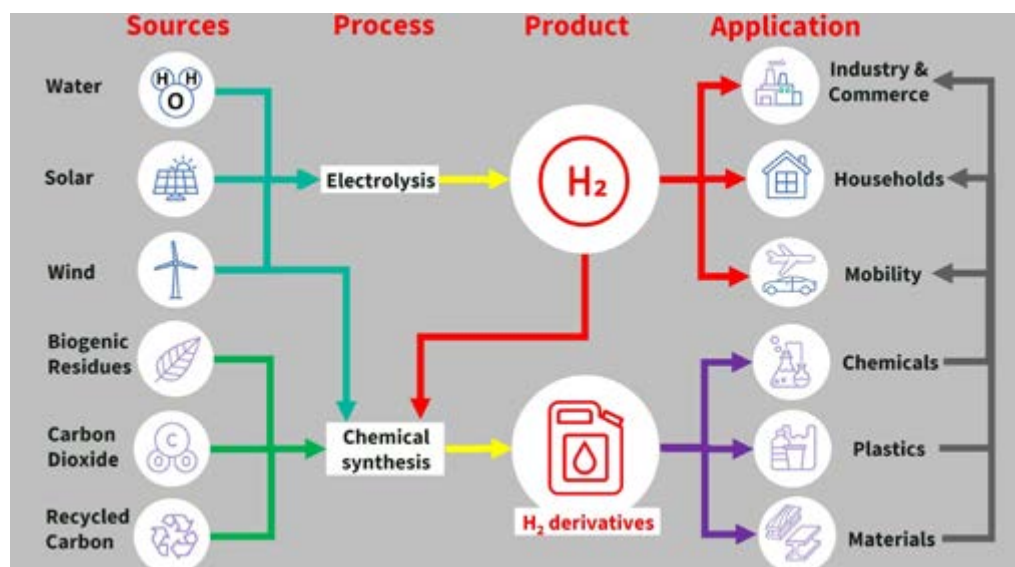 Sources Process Product Application
Water
H H
O
Industry &
Commerce
Solar
Electrolysis
H₂
Households
Wind
Mobility
Biogenic
Residues
Chemicals
Carbon
Dioxide
C
O O
Chemical
synthesis
Plastics
Recycled
Carbon
H₂ derivatives
Materials